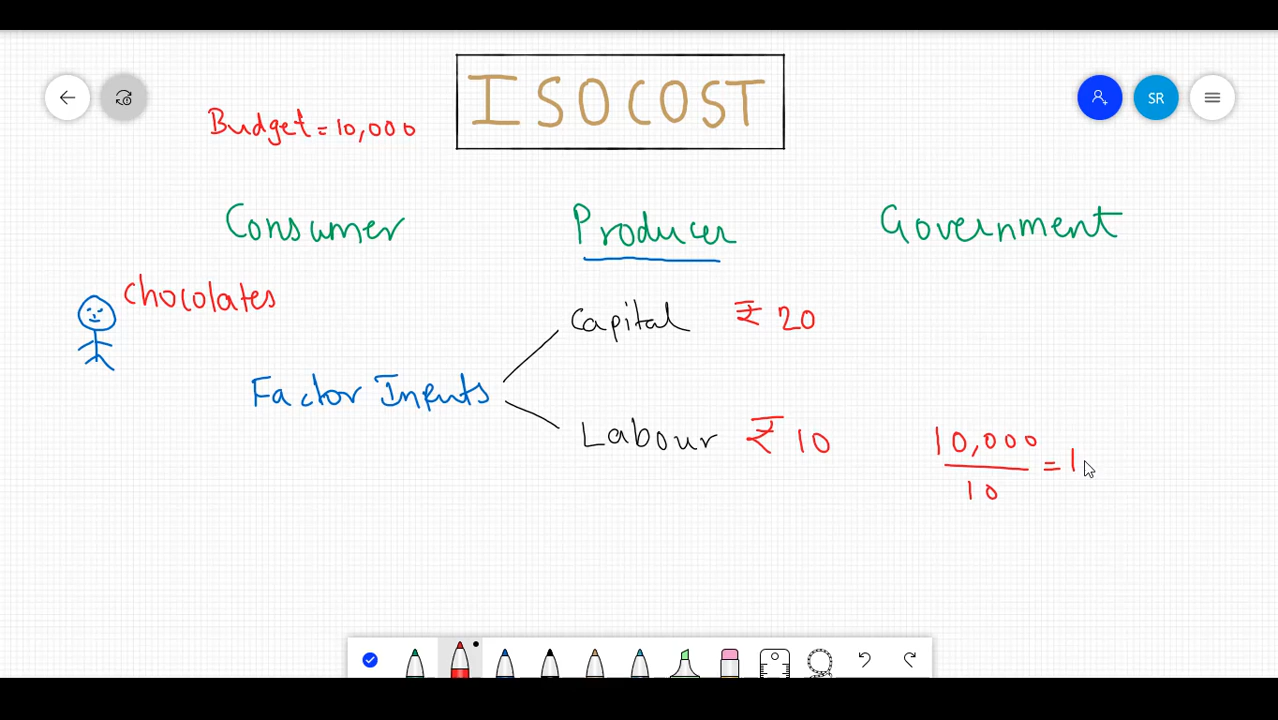 ISOCOST
SR
Budget = 10,000
Consumer Producer Government
Chocolates
Capital ₹ 20
Factor Inputs
Labour ₹ 10
10,000
10
= 1